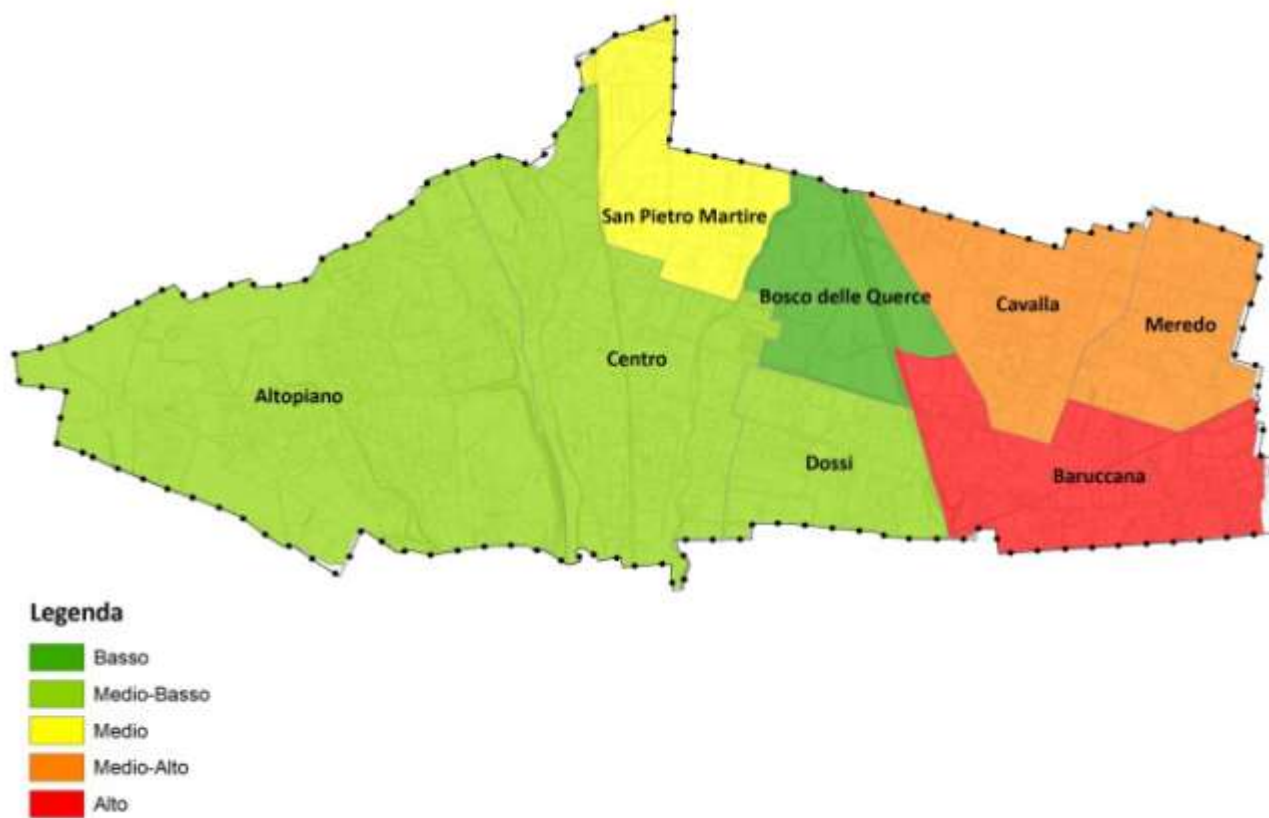 San Pietro Martire
Bosco delle Querce
Cavalla
Meredo
Centro
Altopiano
Dossi
Baruccana
Legenda
Basso
Medio-Basso
Medio
Medio-Alto
Alto